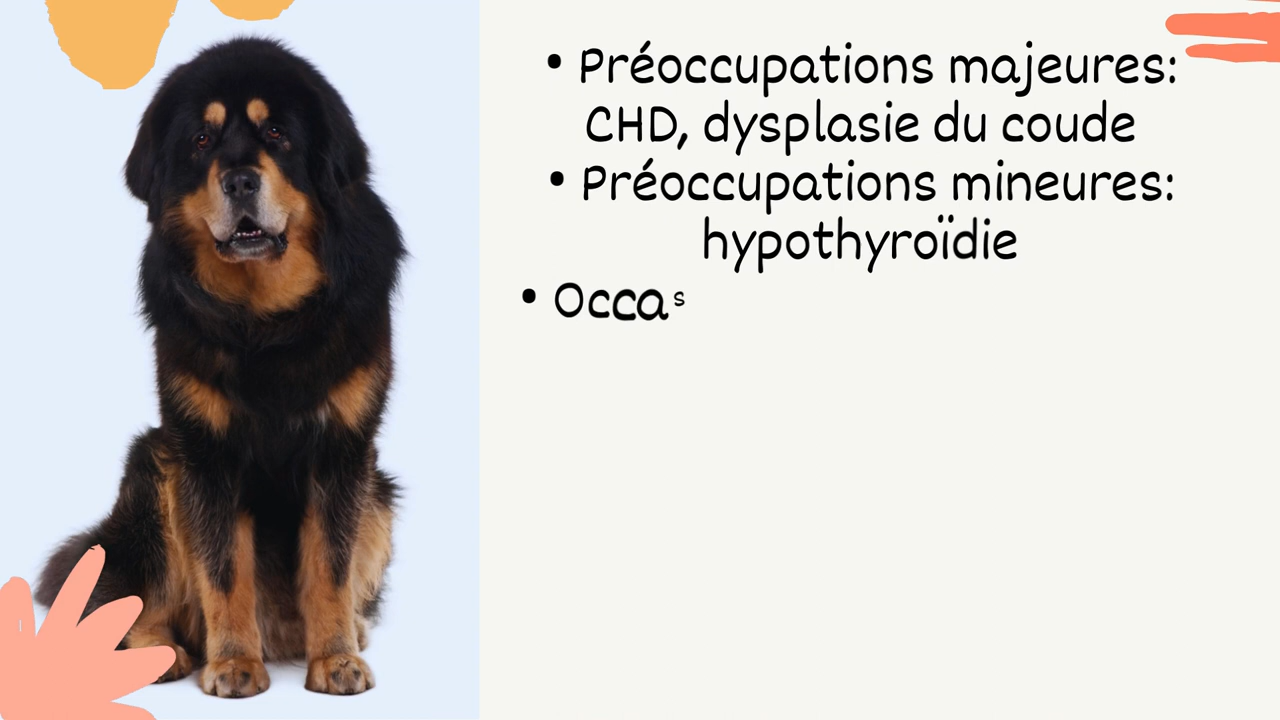 • Préoccupations majeures:
CHD, dysplasie du coude
• Préoccupations mineures:
hypothyroïdie
• Occas